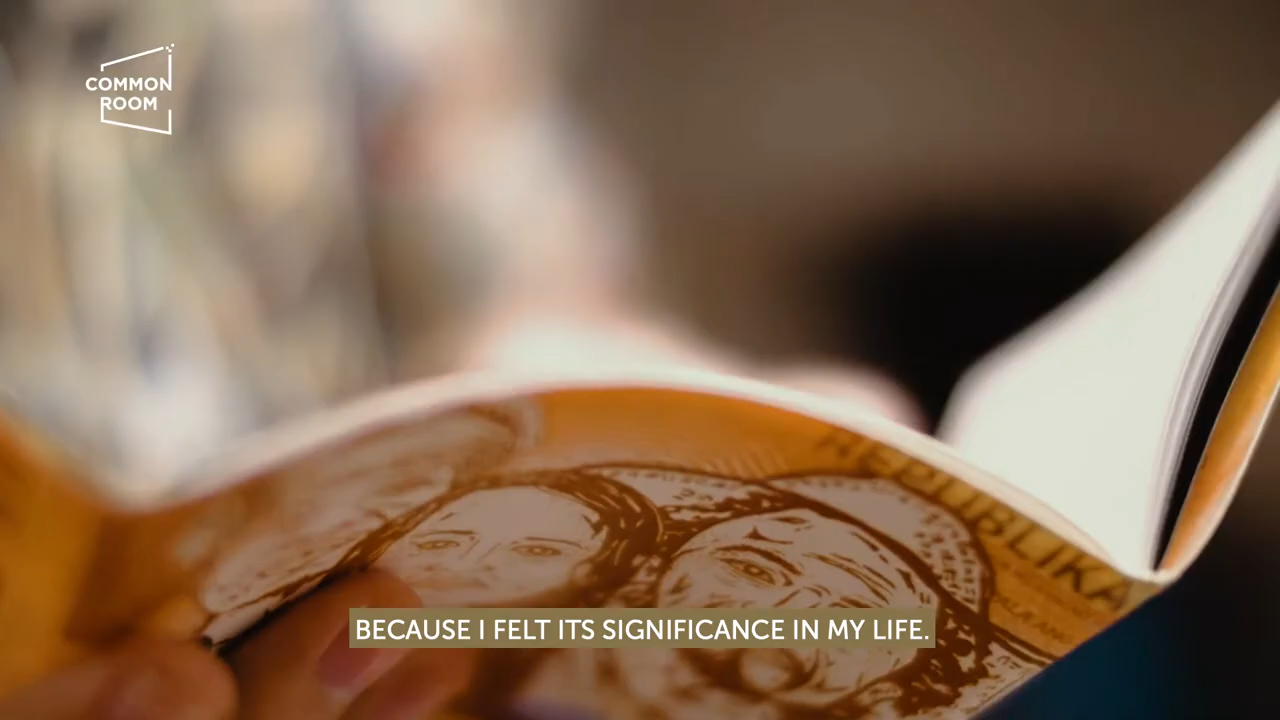 COMMON
ROOM
REPUBLIKA
BECAUSE I FELT ITS SIGNIFICANCE IN MY LIFE.